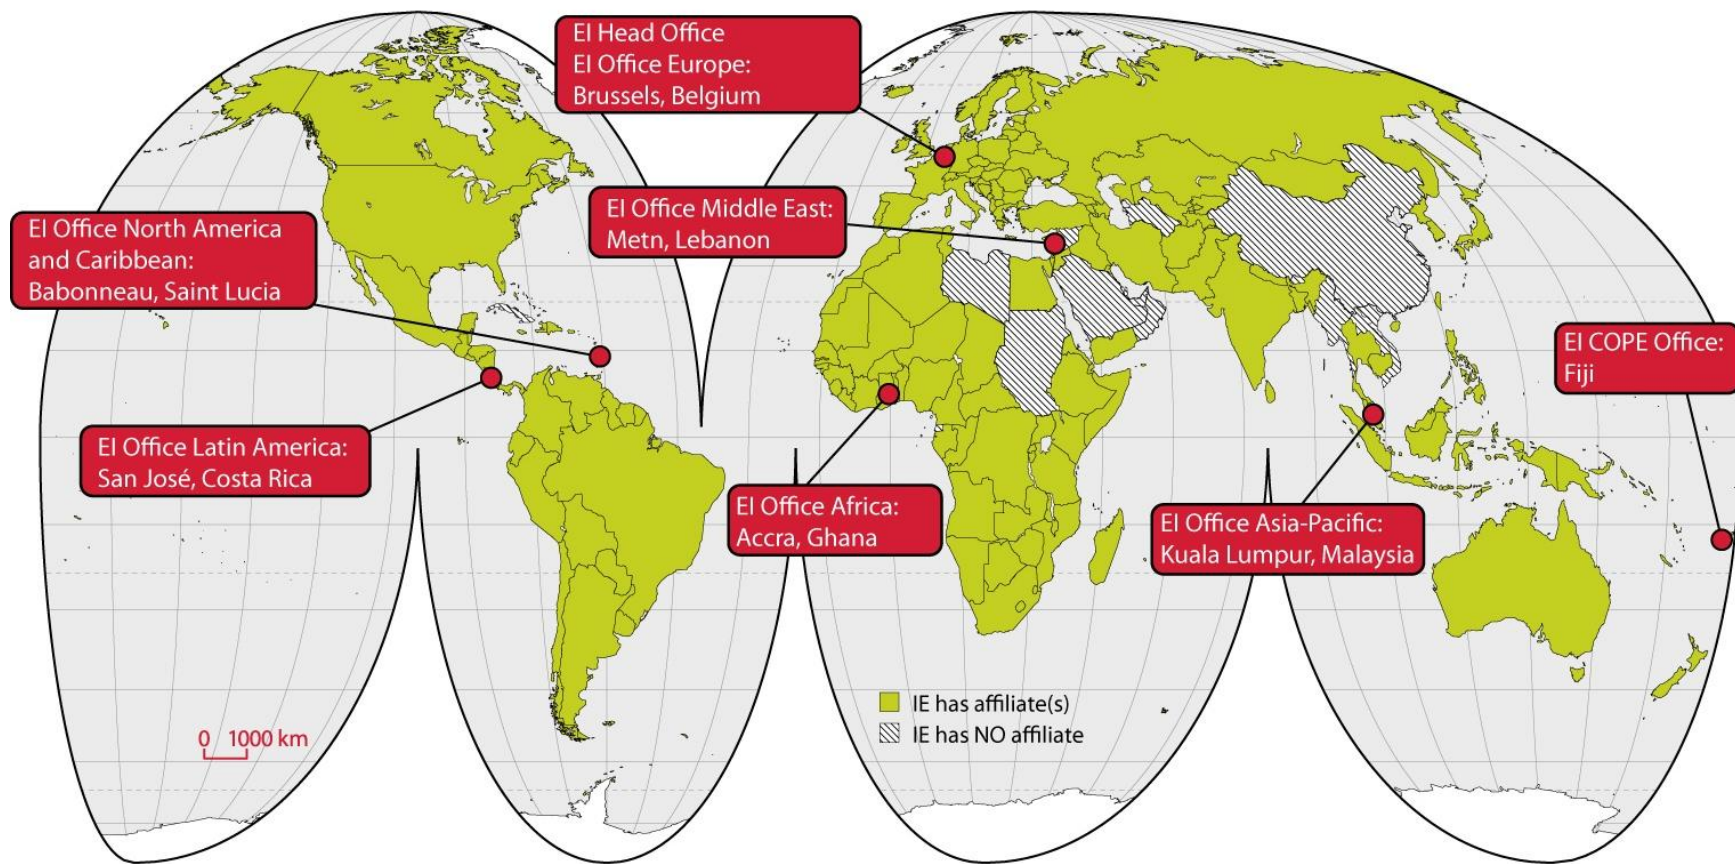 EI Head Office
EI Office Europe:
Brussels, Belgium
EI Office North America
and Caribbean:
Babonneau, Saint Lucia
EI Office Middle East:
Metn, Lebanon
EI COPE Office:
Fiji
EI Office Latin America:
San José, Costa Rica
EI Office Africa:
Accra, Ghana
EI Office Asia-Pacific:
Kuala Lumpur, Malaysia
IE has affiliate(s)
IE has NO affiliate
0 1000 km